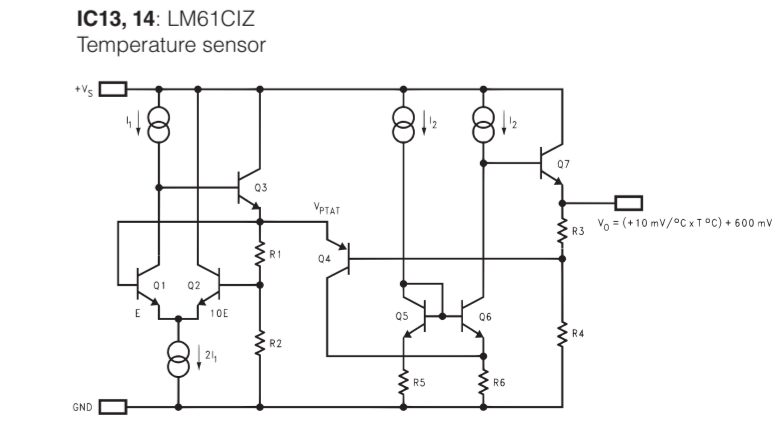 IC13, 14: LM61CIZ
Temperature sensor
+VS
I1
I2
I2
Q7
Q3
VPTAT
VO = (+10 mV/°C x T °C) + 600 mV
R3
R1
Q4
Q1
Q2
E
10E
Q5
Q6
R4
R2
2I1
R5
R6
GND